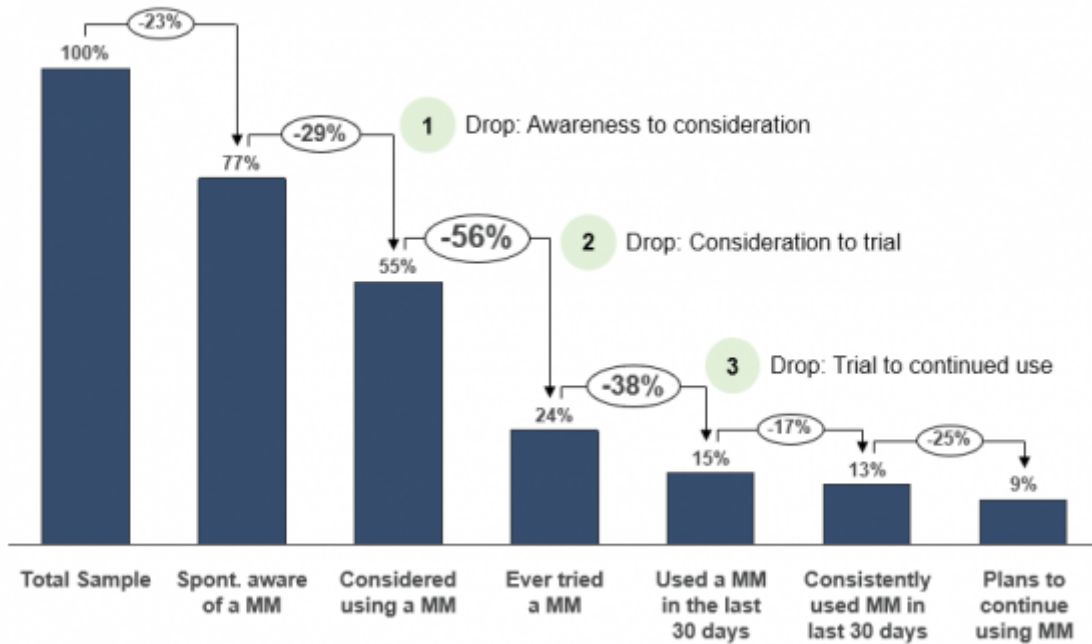 -23%
100%
-29%
1 Drop: Awareness to consideration
77%
-56%
2 Drop: Consideration to trial
55%
3 Drop: Trial to continued use
-38%
24%
-17%
-25%
15%
13%
9%
Total Sample
Spont. aware
of a MM
Considered
using a MM
Ever tried
a MM
Used a MM
in the last
30 days
Consistently
used MM in
last 30 days
Plans to
continue
using MM